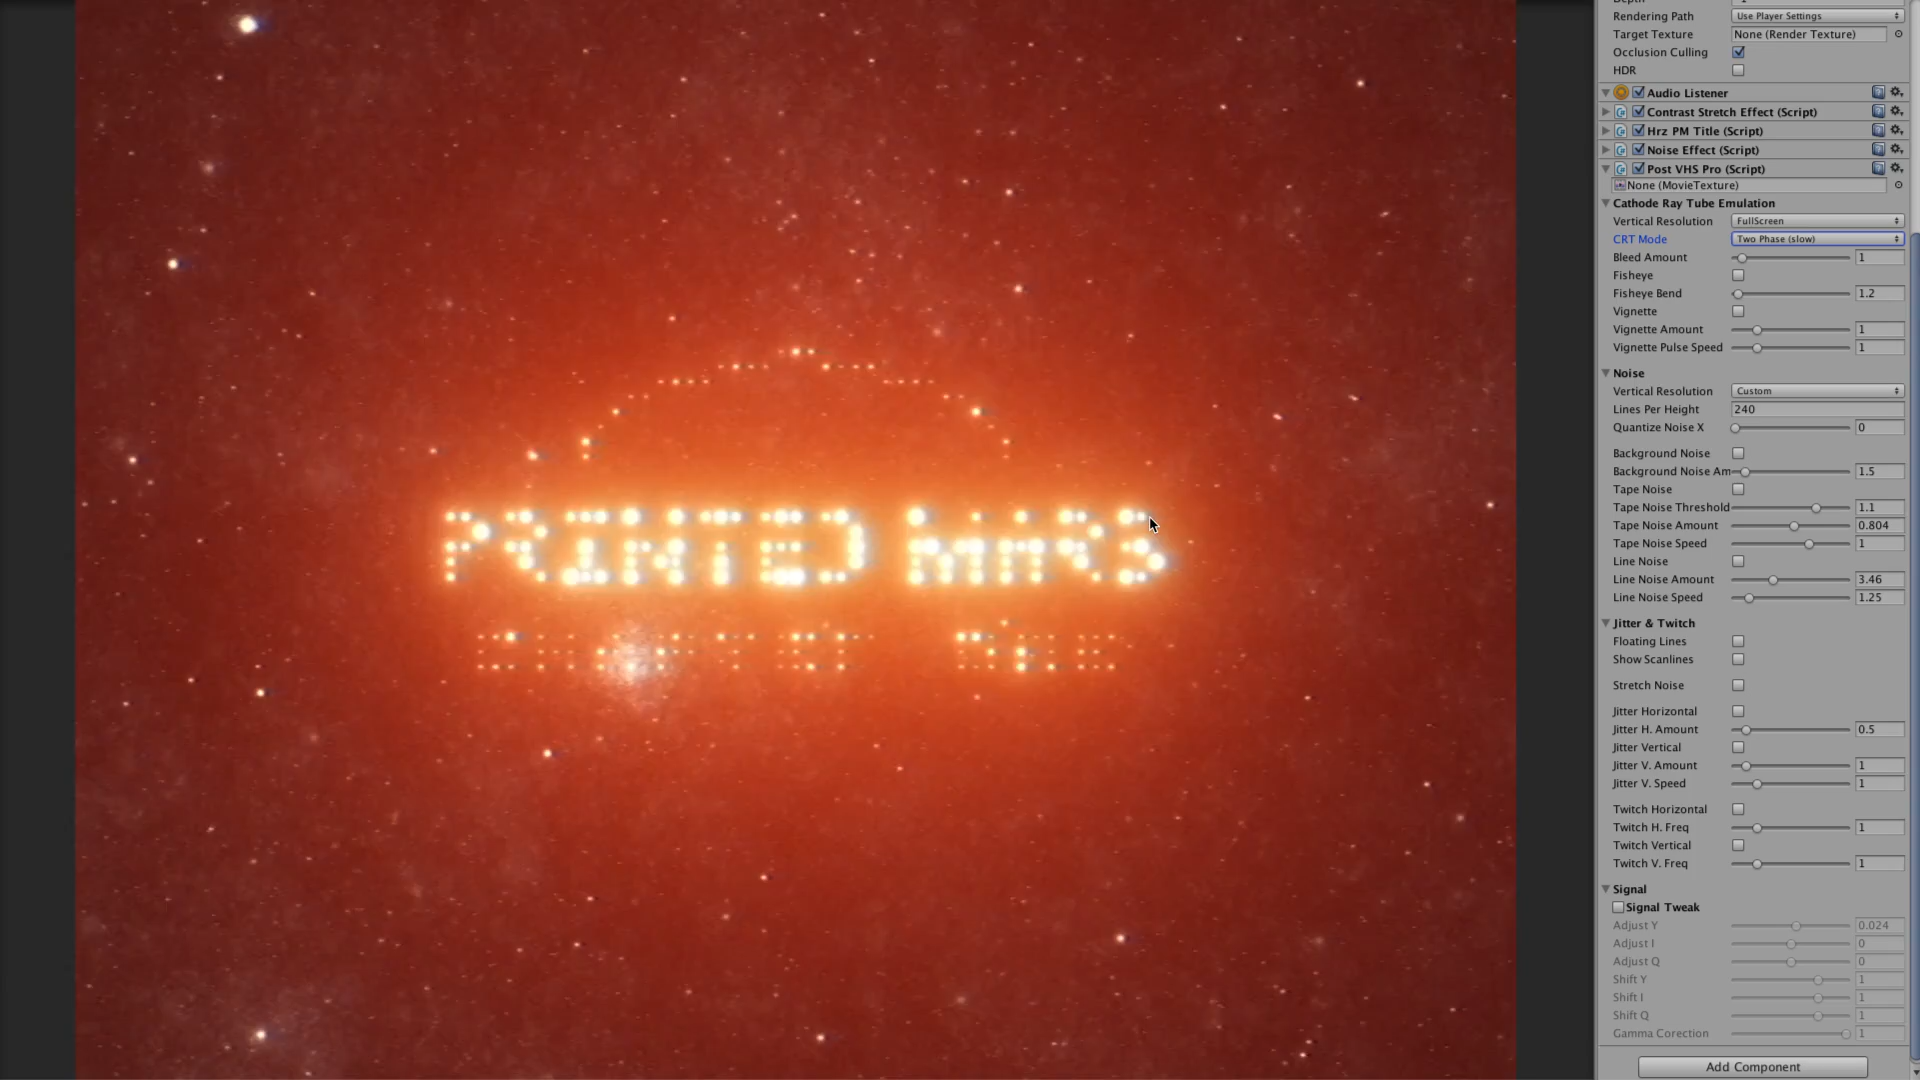 Rendering Path Use Player Settings
Target Texture None (Render Texture)
Occlusion Culling
HDR
Audio Listener
Contrast Stretch Effect (Script)
Hrz PM Title (Script)
Noise Effect (Script)
Post VHS Pro (Script)
None (MovieTexture)
Cathode Ray Tube Emulation
Vertical Resolution FullScreen
CRT Mode Two Phase (slow)
Bleed Amount 1
Fisheye
Fisheye Bend 1.2
Vignette
Vignette Amount 1
Vignette Pulse Speed 1
Noise
Vertical Resolution Custom
Lines Per Height 240
Quantize Noise X 0
Background Noise
Background Noise Am 1.5
Tape Noise
Tape Noise Threshold 1.1
Tape Noise Amount 0.804
Tape Noise Speed 1
Line Noise
Line Noise Amount 3.46
Line Noise Speed 1.25
Jitter & Twitch
Floating Lines
Show Scanlines
Stretch Noise
Jitter Horizontal
Jitter H. Amount 0.5
Jitter Vertical
Jitter V. Amount 1
Jitter V. Speed 1
Twitch Horizontal
Twitch H. Freq 1
Twitch Vertical
Twitch V. Freq 1
Signal
Signal Tweak
Adjust Y 0.024
Adjust I 0
Adjust Q 0
Shift Y 1
Shift I 1
Shift Q 1
Gamma Corection 1
Add Component